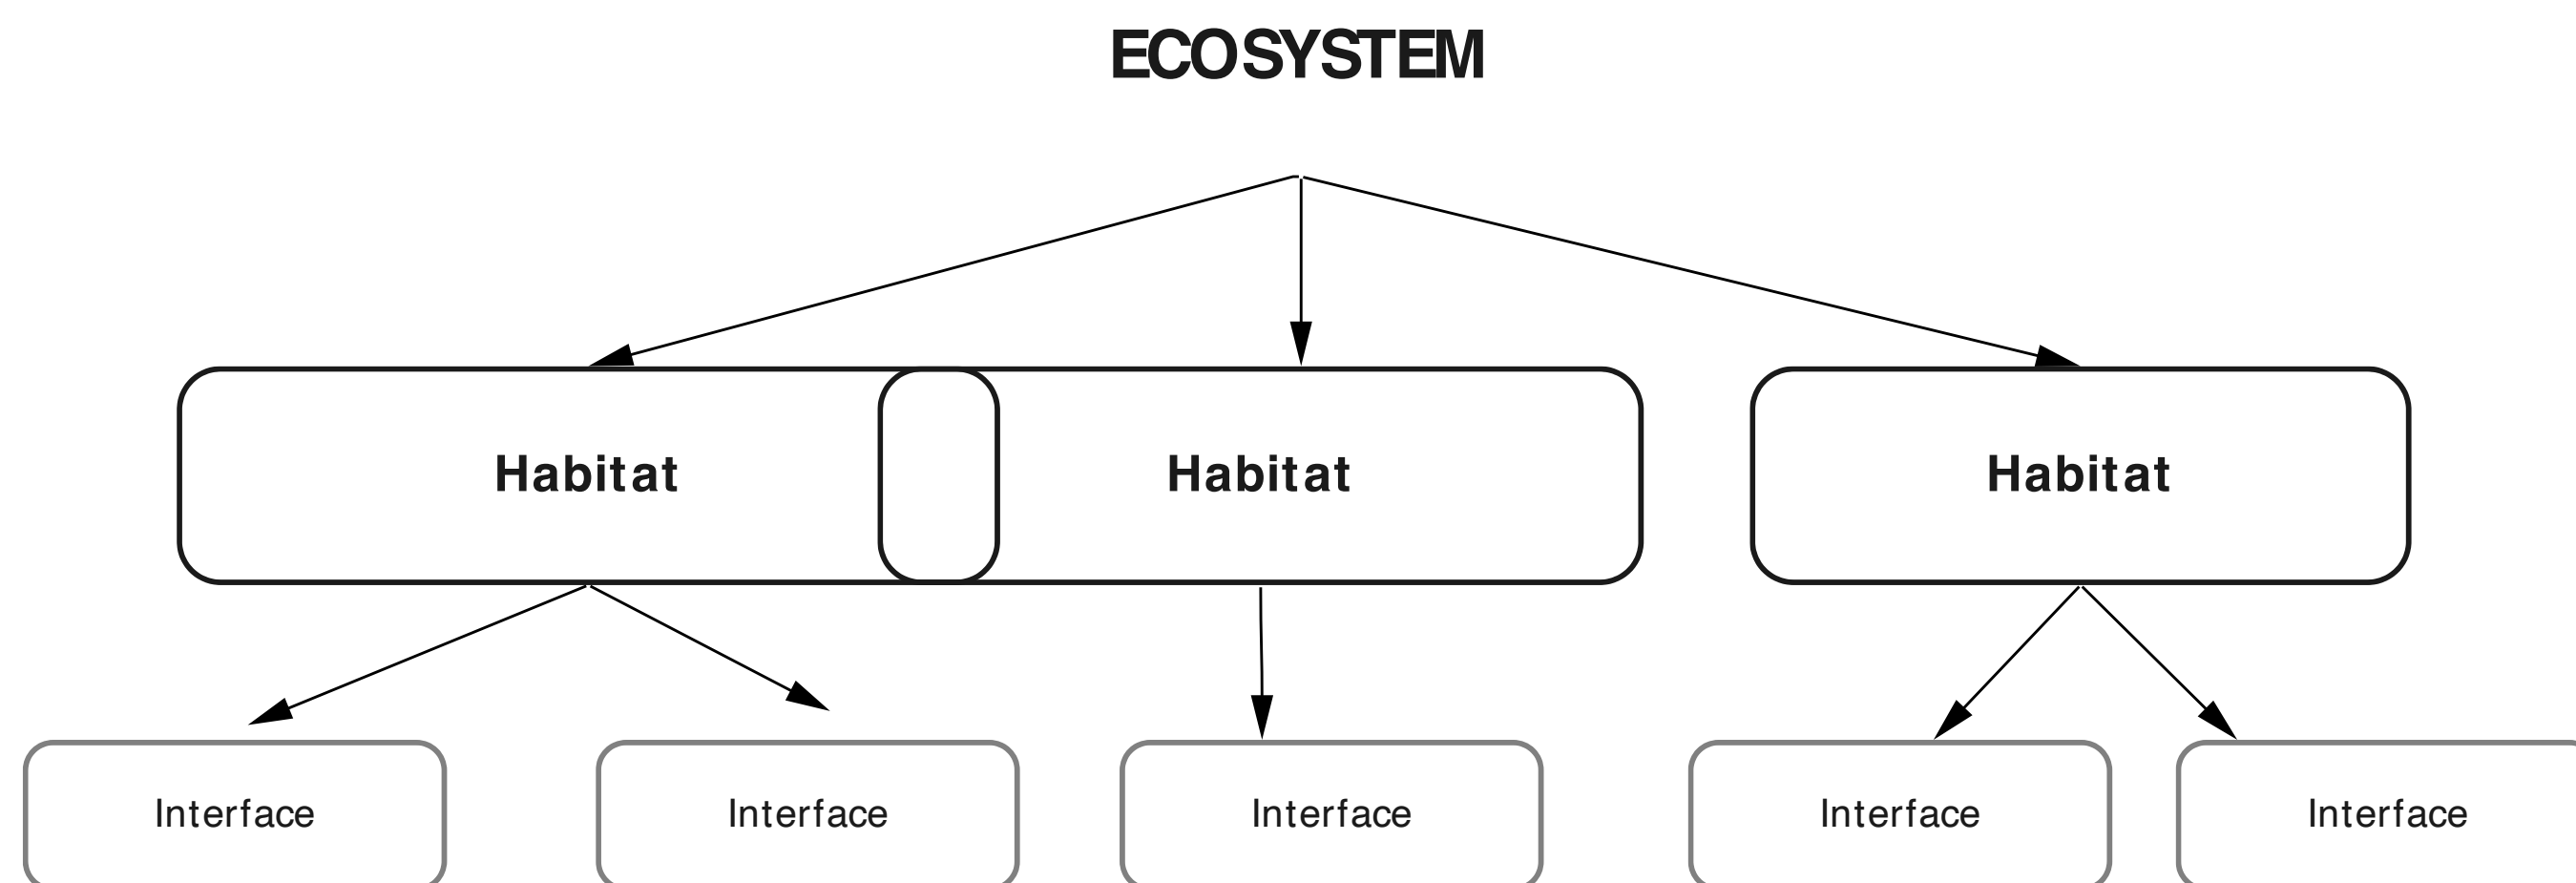 ECOSYSTEM
Habitat
Habitat
Habitat
Interface
Interface
Interface
Interface
Interface